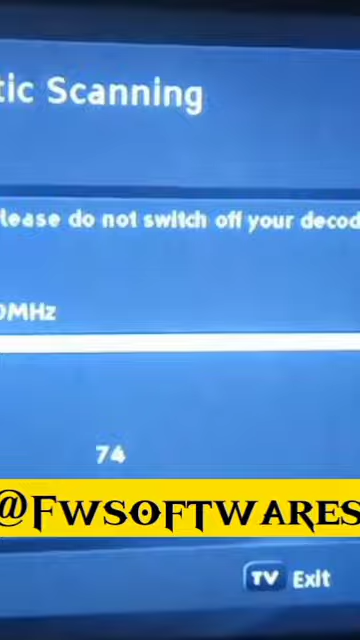 tic Scanning
lease do not switch off your decod
0MHz
74
@FWSOFTWARES
TV Exit